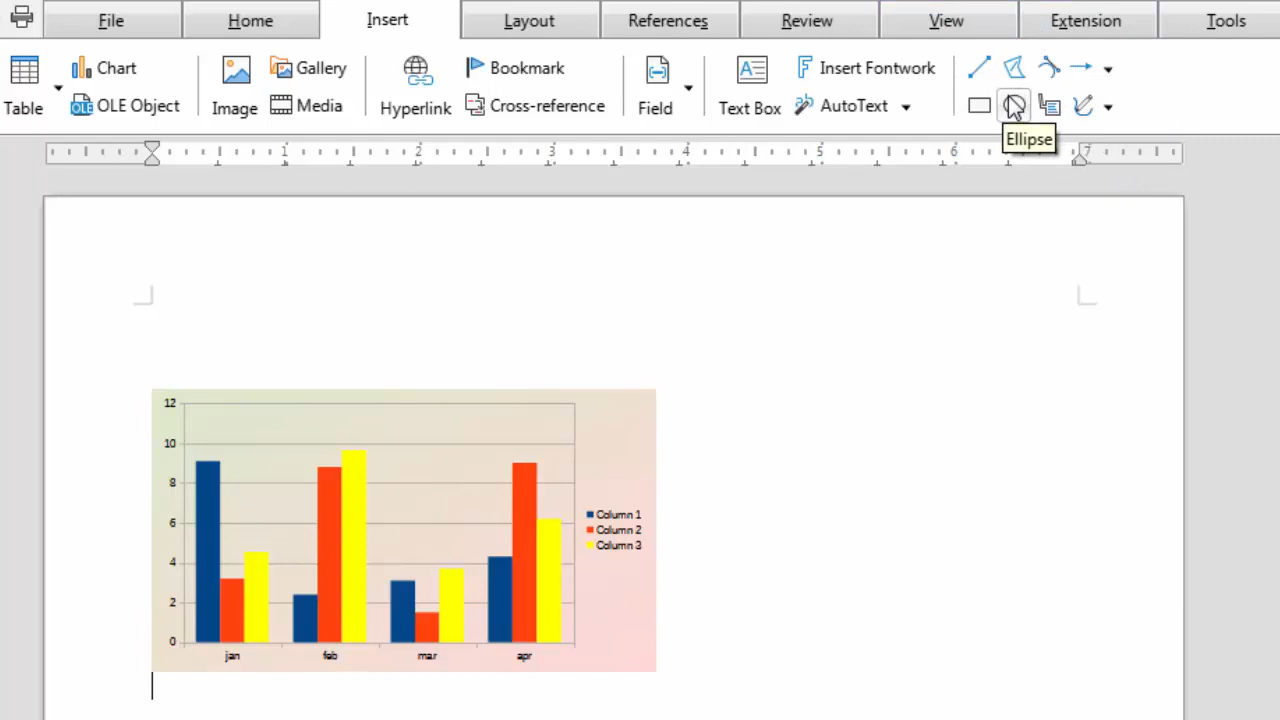 File Home Insert Layout References Review View Extension Tools
Chart Gallery Bookmark Insert Fontwork
Table OLE Object Image Media Hyperlink Cross-reference Field Text Box AutoText
Ellipse
1 2 3 4 5 6 7
12
10
8
6
4
2
0
jan feb mar apr
Column 1
Column 2
Column 3